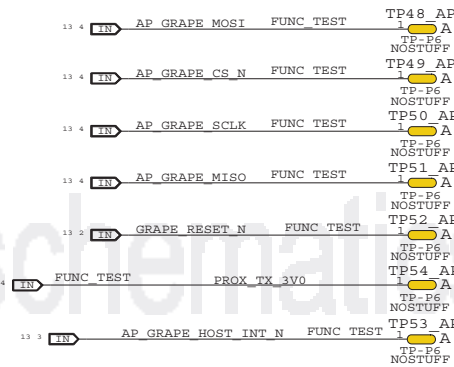 TP48_AP
13 4 IN AP_GRAPE_MOSI FUNC_TEST 1 A
TP-P6
NOSTUFF
TP49_AP
13 4 IN AP_GRAPE_CS_N FUNC TEST 1 A
TP-P6
NOSTUFF
TP50_AP
13 4 IN AP_GRAPE_SCLK FUNC TEST 1 A
TP-P6
NOSTUFF
TP51_AP
13 4 IN AP_GRAPE_MISO FUNC TEST 1 A
TP-P6
NOSTUFF
TP52_AP
13 2 IN GRAPE_RESET_N FUNC TEST 1 A
TP-P6
NOSTUFF
TP54_AP
4 IN FUNC_TEST PROX_TX_3V0 1 A
TP-P6
NOSTUFF
TP53_AP
13 3 IN AP_GRAPE_HOST_INT_N FUNC TEST 1 A
TP-P6
NOSTUFF
schematic